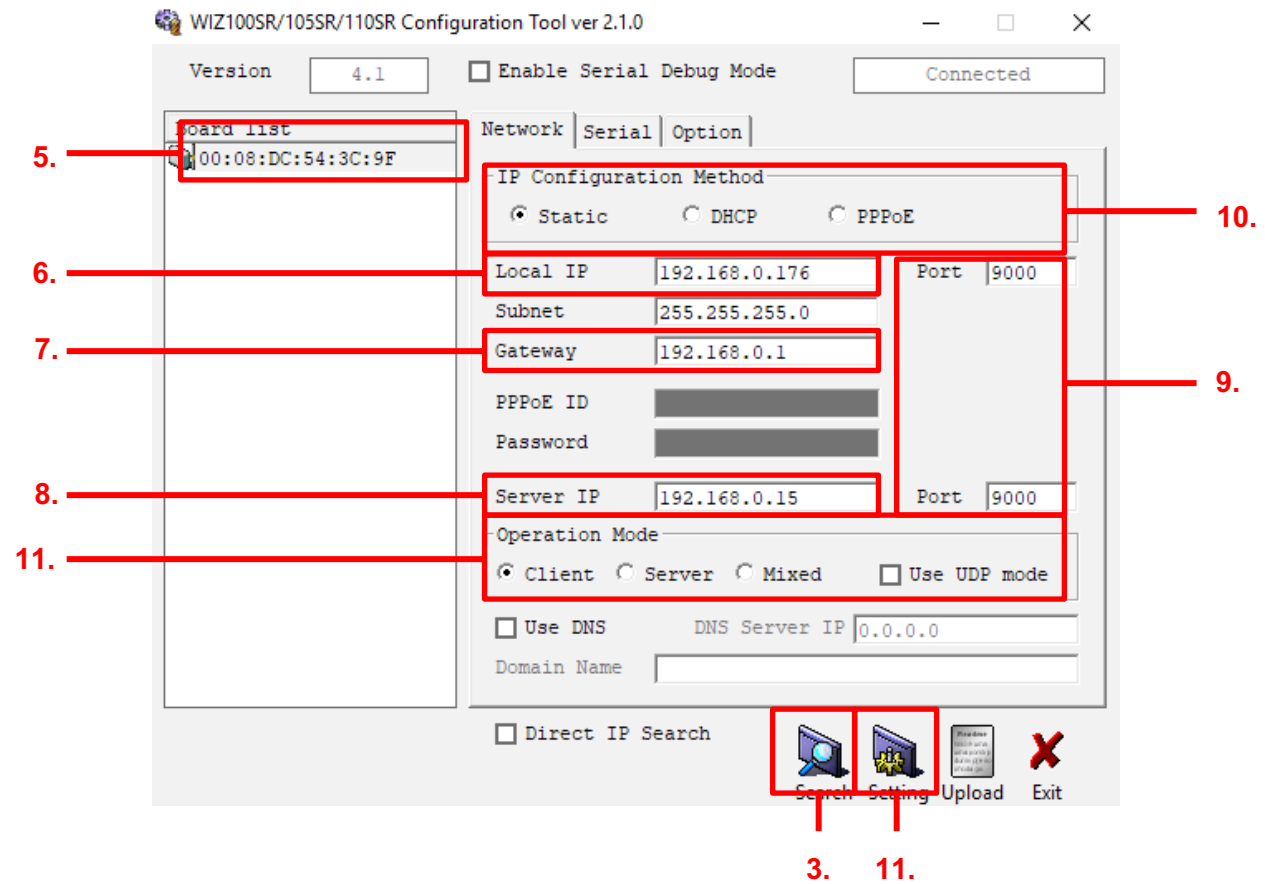 WIZ100SR/105SR/110SR Configuration Tool ver 2.1.0
Version 4.1 Enable Serial Debug Mode Connected
Board list
Network Serial Option
5. 00:08:DC:54:3C:9F
IP Configuration Method
Static DHCP PPPoE 10.
6. Local IP 192.168.0.176 Port 9000
Subnet 255.255.255.0
7. Gateway 192.168.0.1
9.
PPPoE ID
Password
8. Server IP 192.168.0.15 Port 9000
Operation Mode
11. Client Server Mixed Use UDP mode
Use DNS DNS Server IP 0.0.0.0
Domain Name
Direct IP Search
Readme
Search Setting Upload Exit
3. 11.